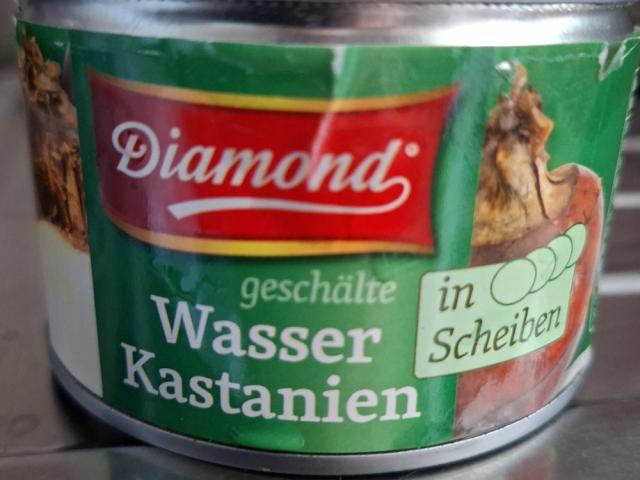 Diamond®
geschälte
Wasser
Kastanien
in
Scheiben